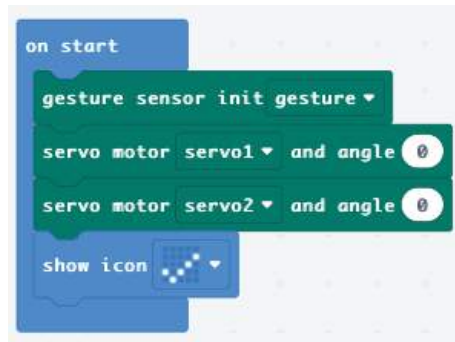 on start
gesture sensor init gesture
servo motor servo1 and angle 0
servo motor servo2 and angle 0
show icon